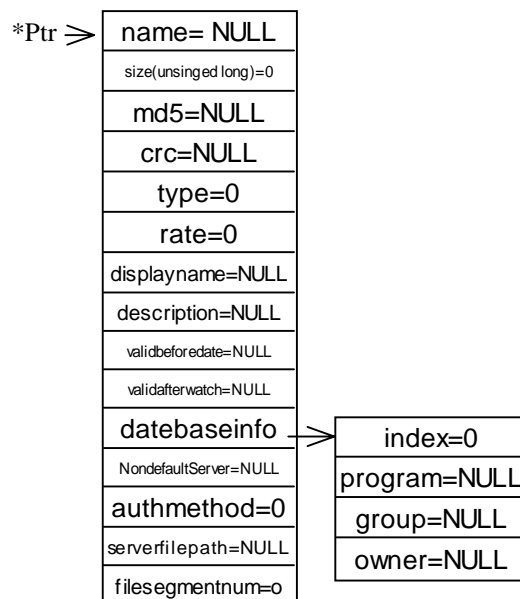 *Ptr
name= NULL
size(unsinged long)=0
md5=NULL
crc=NULL
type=0
rate=0
displayname=NULL
description=NULL
validbeforedate=NULL
validafterwatch=NULL
datebaseinfo
NondefaultServer=NULL
authmethod=0
serverfilepath=NULL
filesegmentnum=o
index=0
program=NULL
group=NULL
owner=NULL